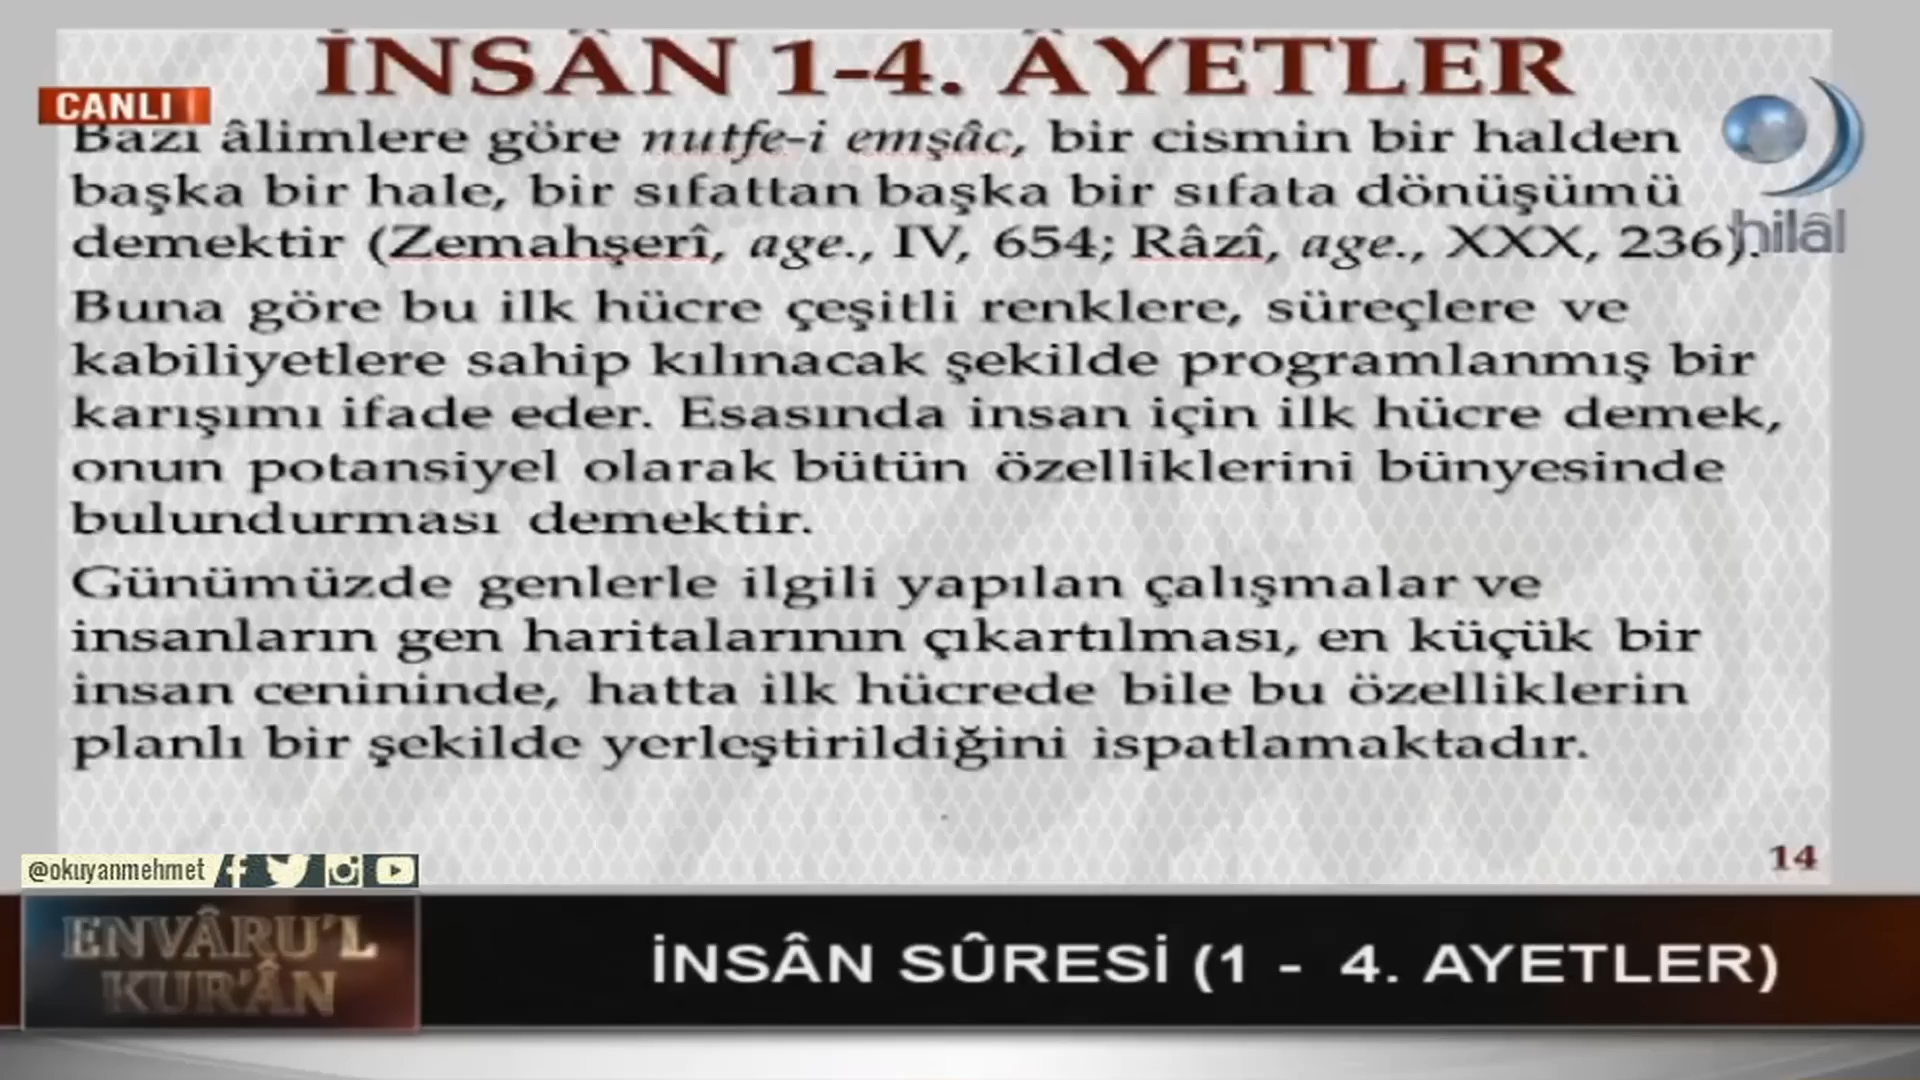 İNSÂN 1-4. ÂYETLER
CANLI
Bazı âlimlere göre nutfe-i emşâc, bir cismin bir halden
başka bir hale, bir sıfattan başka bir sıfata dönüşümü
demektir (Zemahşerî, age., IV, 654; Râzî, age., XXX, 236).
hilâl
Buna göre bu ilk hücre çeşitli renklere, süreçlere ve
kabiliyetlere sahip kılınacak şekilde programlanmış bir
karışımı ifade eder. Esasında insan için ilk hücre demek,
onun potansiyel olarak bütün özelliklerini bünyesinde
bulundurması demektir.
Günümüzde genlerle ilgili yapılan çalışmalar ve
insanların gen haritalarının çıkartılması, en küçük bir
insan cenininde, hatta ilk hücrede bile bu özelliklerin
planlı bir şekilde yerleştirildiğini ispatlamaktadır.
14
@okuyanmehmet
ENVÂRU'L
KUR'ÂN
İNSÂN SÛRESİ (1 - 4. AYETLER)